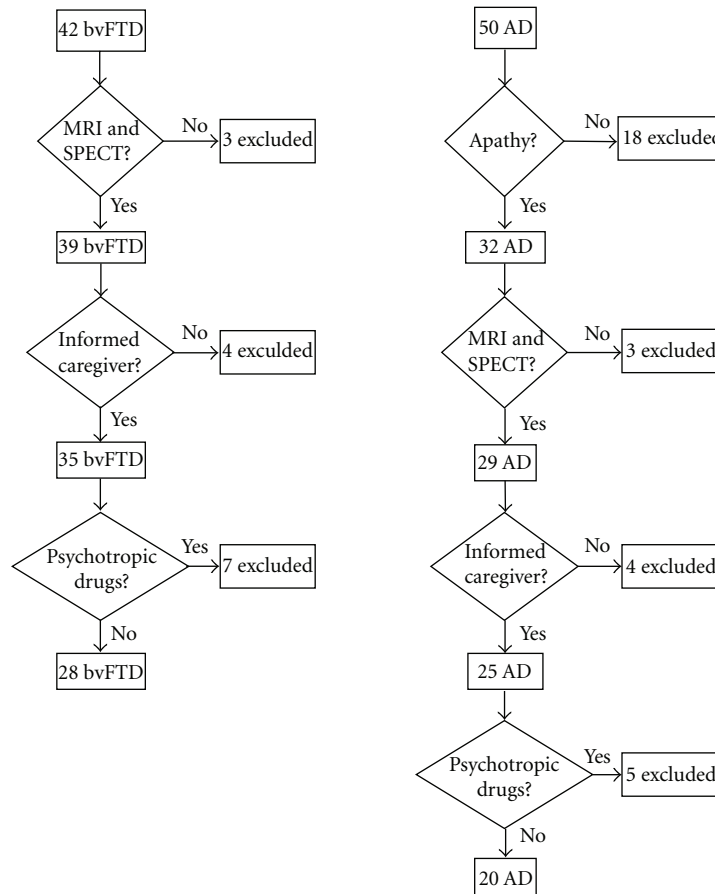 42 bvFTD
MRI and
SPECT?
No
3 excluded
Yes
39 bvFTD
Informed
caregiver?
No
4 exculded
Yes
35 bvFTD
Psychotropic
drugs?
Yes
7 excluded
No
28 bvFTD
50 AD
Apathy?
No
18 excluded
Yes
32 AD
MRI and
SPECT?
No
3 excluded
Yes
29 AD
Informed
caregiver?
No
4 excluded
Yes
25 AD
Psychotropic
drugs?
Yes
5 excluded
No
20 AD